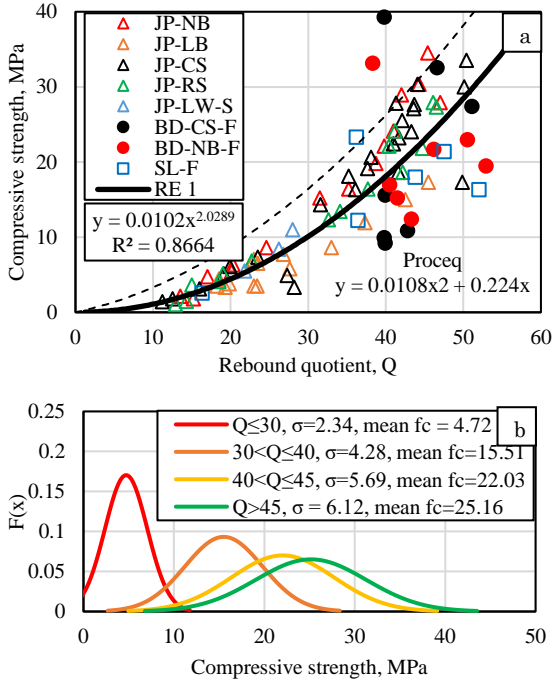 Compressive strength, MPa
40
30
20
10
0
0
10
20
30
40
50
60
Rebound quotient, Q
a
JP-NB
JP-LB
JP-CS
JP-RS
JP-LW-S
BD-CS-F
BD-NB-F
SL-F
RE 1
y = 0.0102x^2.0289
R² = 0.8664
Proceq
y = 0.0108x2 + 0.224x
F(x)
0.25
0.2
0.15
0.1
0.05
0
0
10
20
30
40
50
Compressive strength, MPa
b
Q≤30, σ=2.34, mean fc = 4.72
30<Q≤40, σ=4.28, mean fc=15.51
40<Q≤45, σ=5.69, mean fc=22.03
Q>45, σ = 6.12, mean fc=25.16